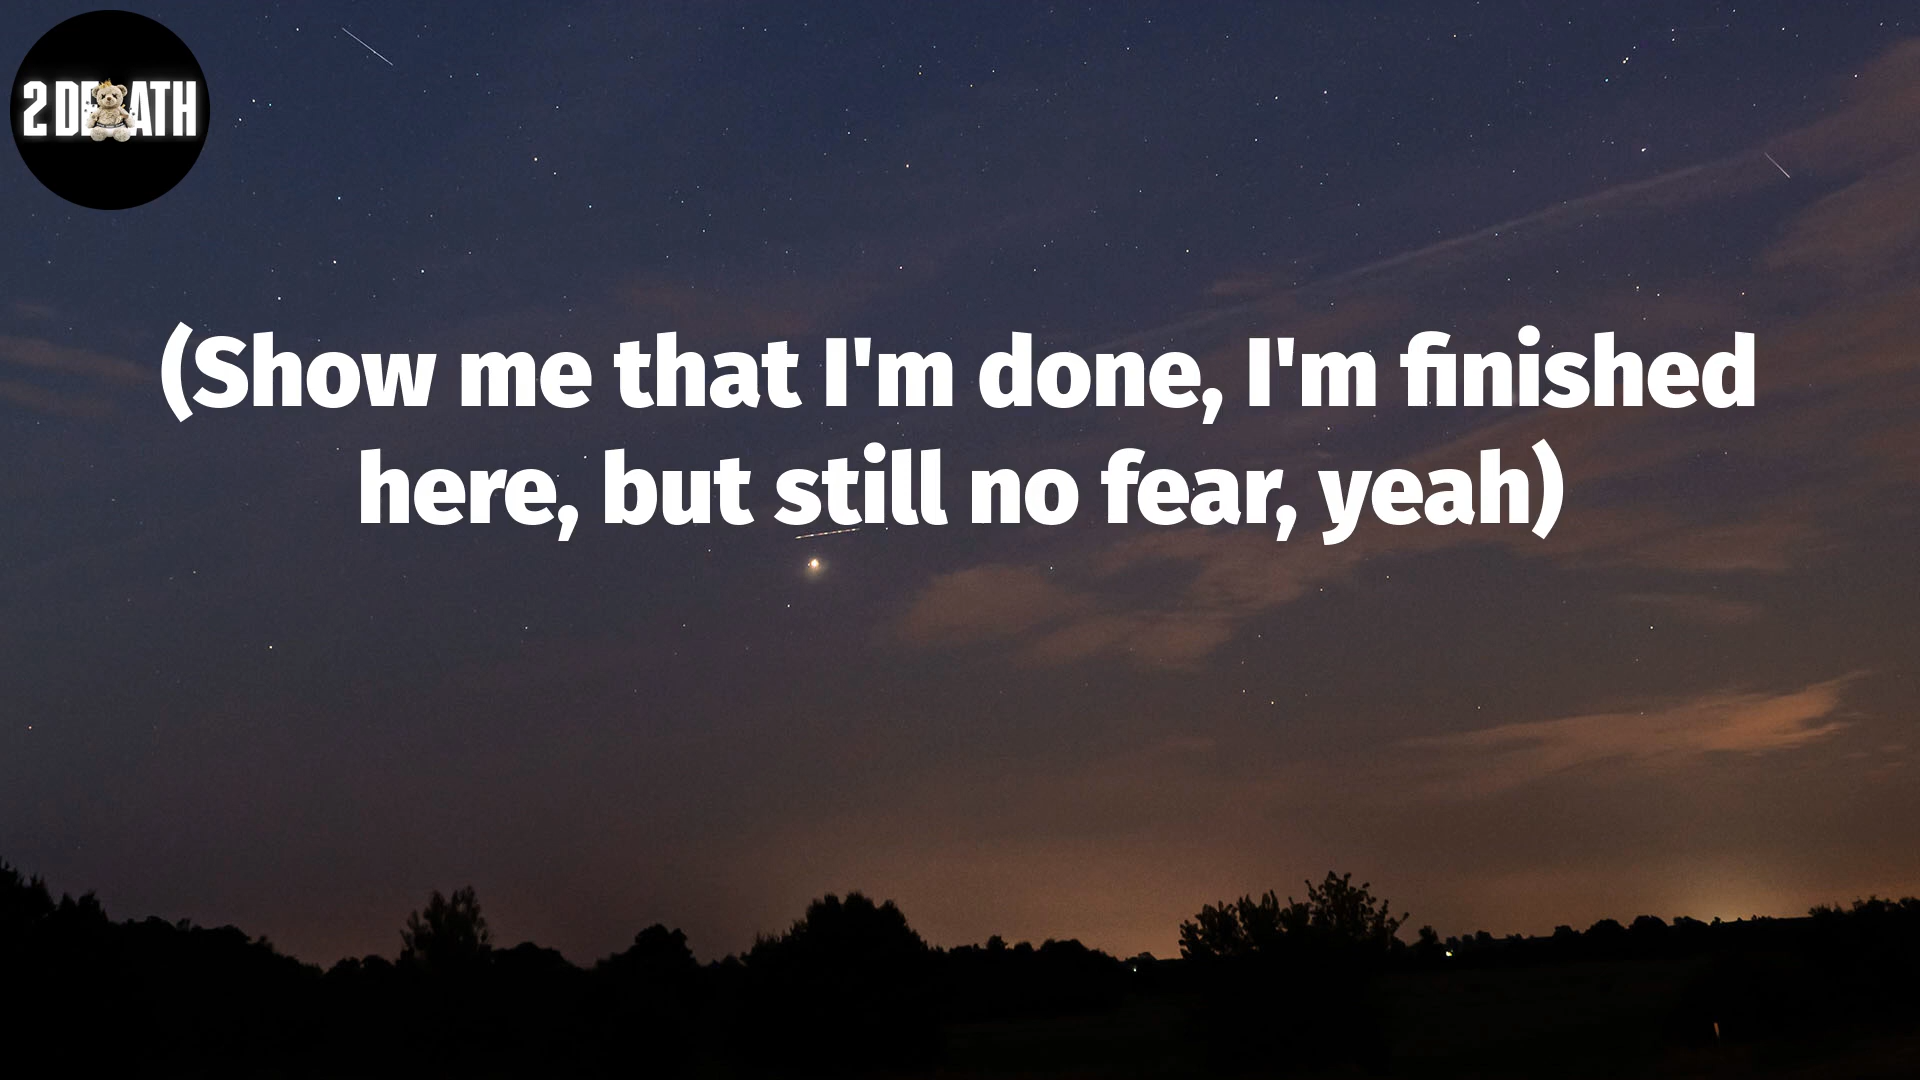 2 DEATH
(Show me that I'm done, I'm finished
here, but still no fear, yeah)